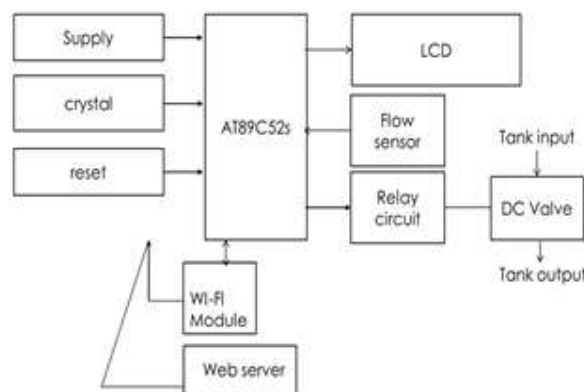 Supply
crystal
reset
AT89C52s
LCD
Flow
sensor
Relay
circuit
Tank input
DC Valve
Tank output
WI-FI
Module
Web server